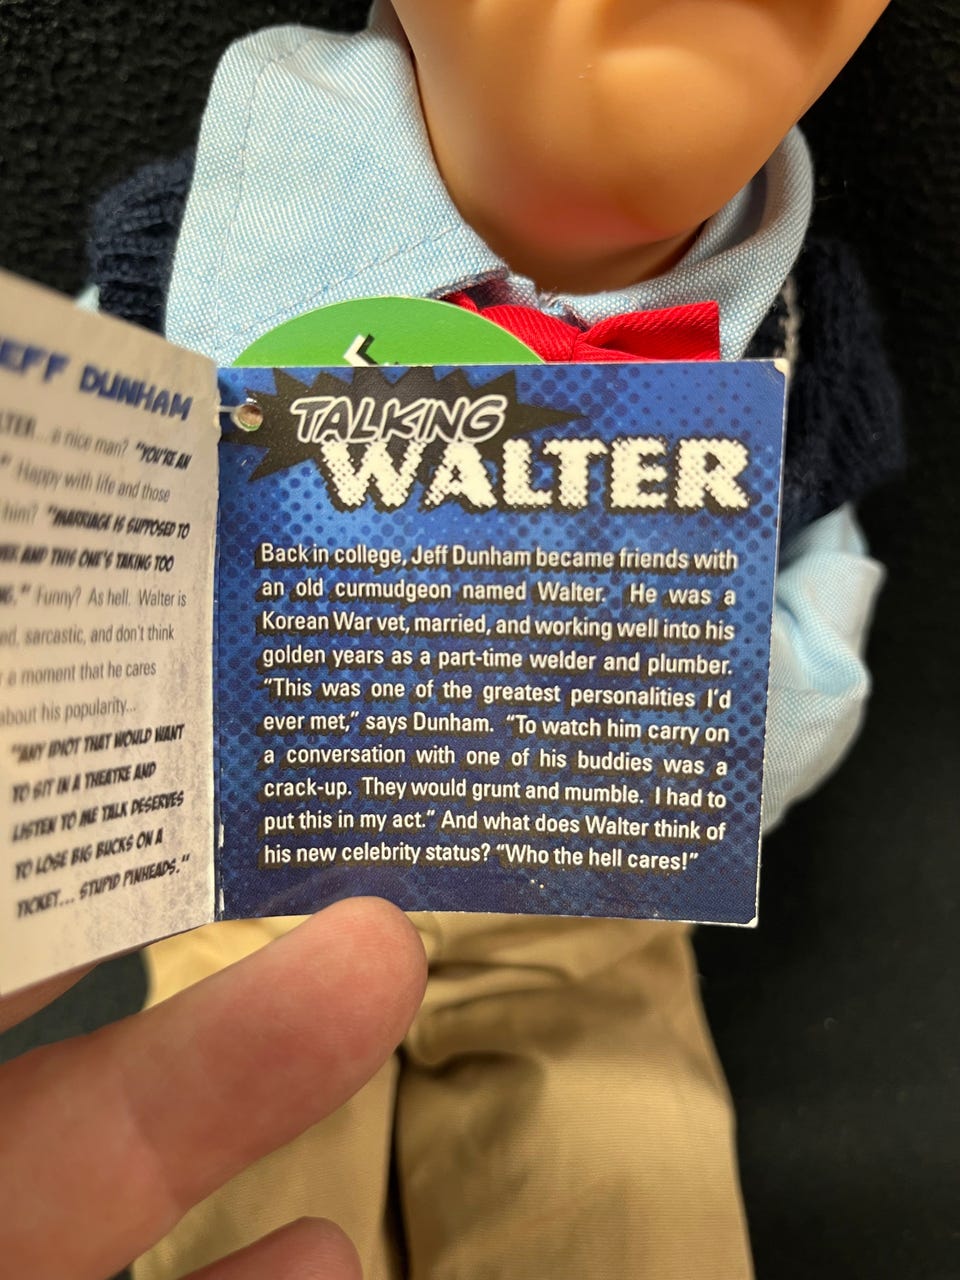 EFF DUNHAM
LTER... a nice man? "YOU'RE AN
" Happy with life and those
him? "MARRIAGE IS SUPPOSED TO
AND THIS ONE'S TAKING TOO
" Funny? As hell. Walter is
ed, sarcastic, and don't think
a moment that he cares
about his popularity...
"ANY IDIOT THAT WOULD WANT
TO SIT IN A THEATRE AND
LISTEN TO ME TALK DESERVES
TO LOSE BIG BUCKS ON A
TICKET... STUPID PINHEADS."
TALKING
WALTER
Back in college, Jeff Dunham became friends with
an old curmudgeon named Walter. He was a
Korean War vet, married, and working well into his
golden years as a part-time welder and plumber.
"This was one of the greatest personalities I'd
ever met," says Dunham. "To watch him carry on
a conversation with one of his buddies was a
crack-up. They would grunt and mumble. I had to
put this in my act." And what does Walter think of
his new celebrity status? "Who the hell cares!"